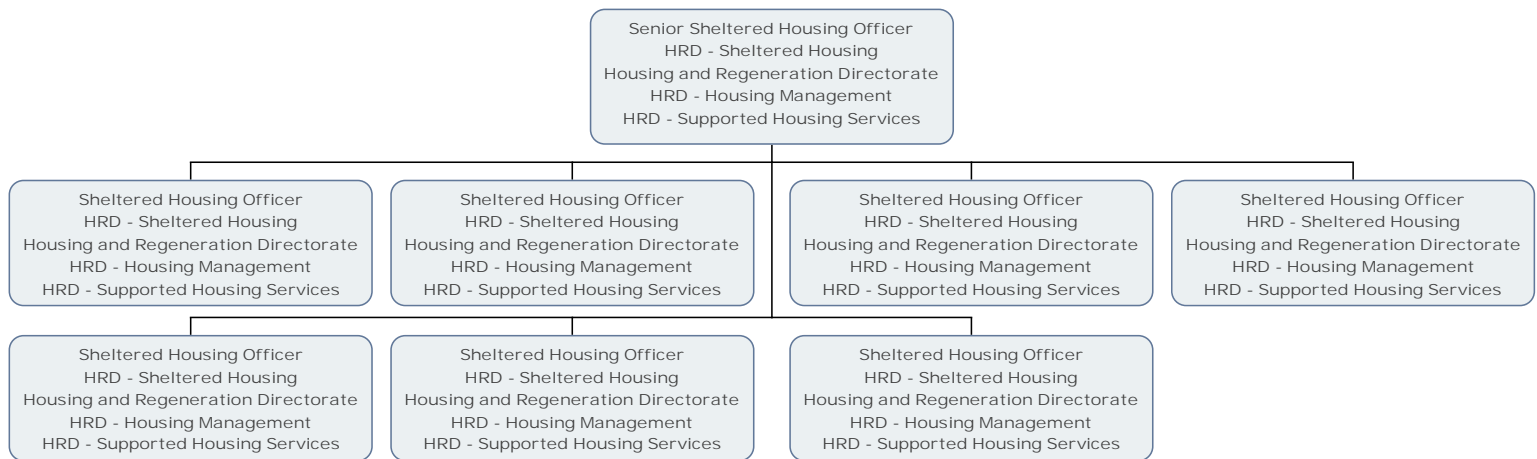 Senior Sheltered Housing Officer
HRD - Sheltered Housing
Housing and Regeneration Directorate
HRD - Housing Management
HRD - Supported Housing Services
Sheltered Housing Officer
HRD - Sheltered Housing
Housing and Regeneration Directorate
HRD - Housing Management
HRD - Supported Housing Services
Sheltered Housing Officer
HRD - Sheltered Housing
Housing and Regeneration Directorate
HRD - Housing Management
HRD - Supported Housing Services
Sheltered Housing Officer
HRD - Sheltered Housing
Housing and Regeneration Directorate
HRD - Housing Management
HRD - Supported Housing Services
Sheltered Housing Officer
HRD - Sheltered Housing
Housing and Regeneration Directorate
HRD - Housing Management
HRD - Supported Housing Services
Sheltered Housing Officer
HRD - Sheltered Housing
Housing and Regeneration Directorate
HRD - Housing Management
HRD - Supported Housing Services
Sheltered Housing Officer
HRD - Sheltered Housing
Housing and Regeneration Directorate
HRD - Housing Management
HRD - Supported Housing Services
Sheltered Housing Officer
HRD - Sheltered Housing
Housing and Regeneration Directorate
HRD - Housing Management
HRD - Supported Housing Services